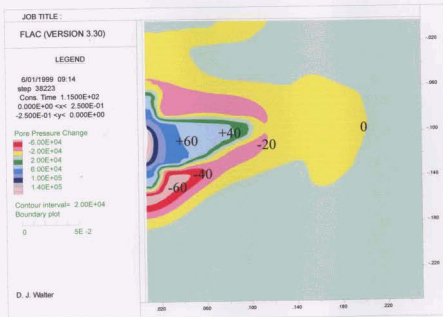 JOB TITLE :
FLAC (VERSION 3.30)
LEGEND
6/01/1999 09:14
step 38223
Cons. Time 1.1500E+02
0.000E+00 <x< 2.500E-01
-2.500E-01 <y< 0.000E+00
Pore Pressure Change
-6.00E+04
-2.00E+04
2.00E+04
6.00E+04
1.00E+05
1.40E+05
Contour interval= 2.00E+04
Boundary plot
0 5E -2
D. J. Walter
+60
+40
-20
0
-40
-60
-.020
-.060
-.100
-.140
-.180
-.220
.020 .060 .100 .140 .180 .220